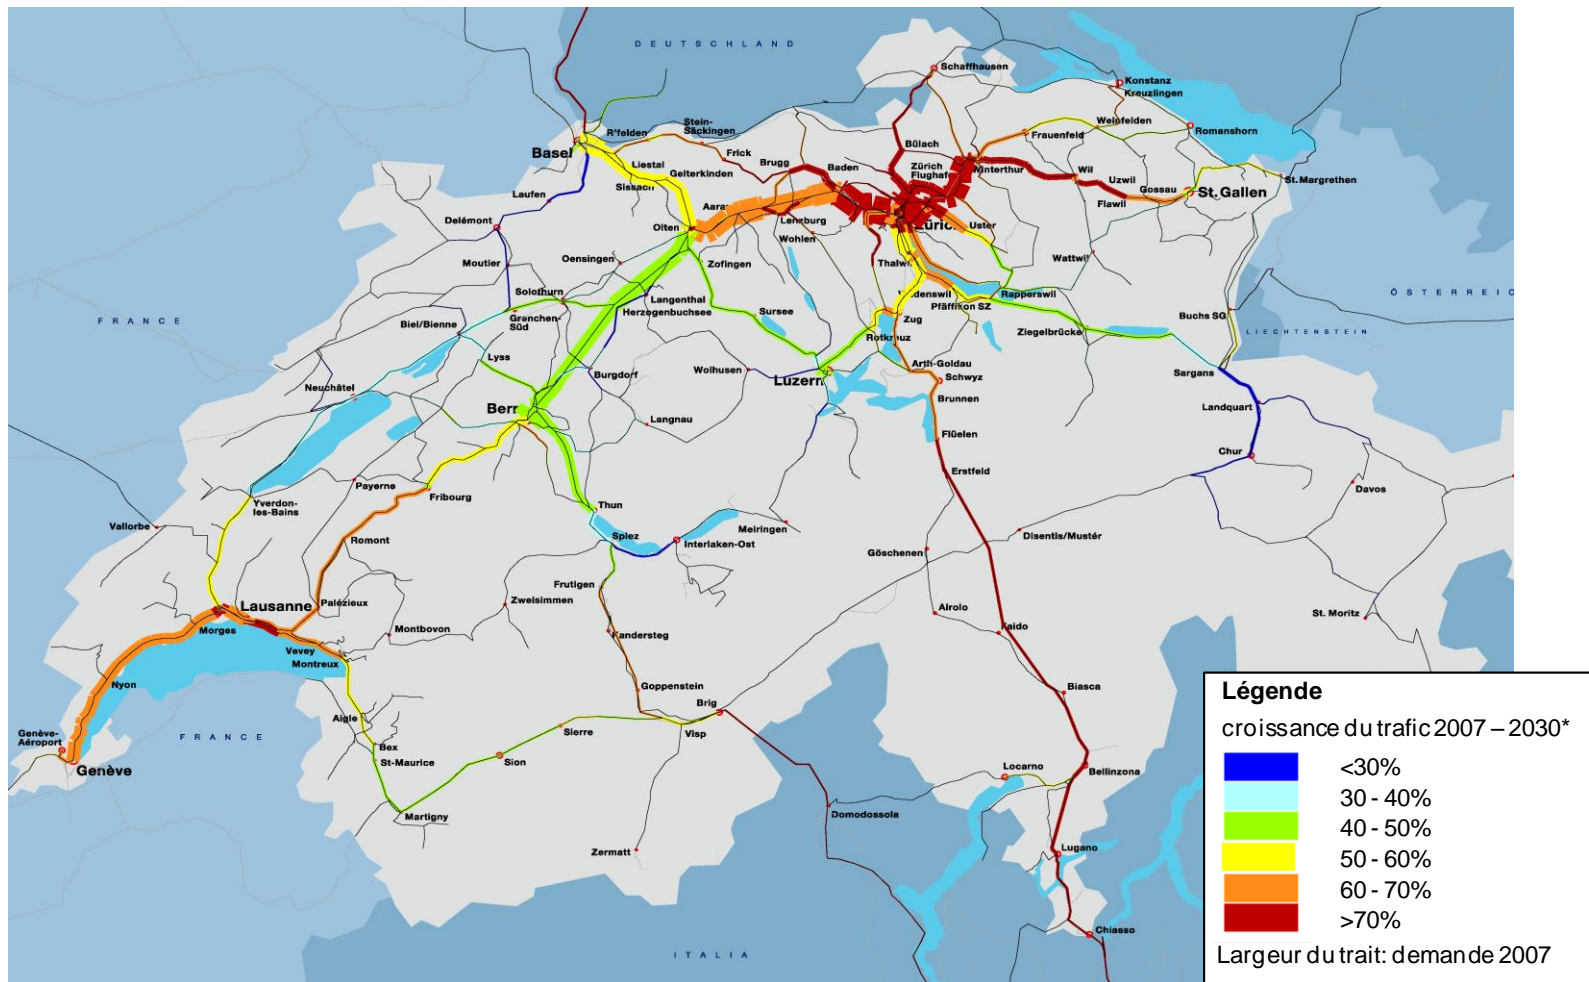 DEUTSCHLAND
Schaffhausen
Konstanz
Kreuzlingen
R'felden
Stein-
Säckingen
Basel
Frick
Brugg
Baden
Bülach
Zürich
Flughafe
Winterthur
Frauenfeld
Weinfelden
Romanshorn
Liestal
Sissach
Gelterkinden
Laufen
Wil
Uzwil
Gossau
Flawil
St.Gallen
St.Margrethen
Delémont
Olten
Aarau
Lenzburg
Wohlen
Zürich
Uster
Moutier
Oensingen
Zofingen
Thalwil
Wattwil
Solothurn
Langenthal
Herzogenbuchsee
Wädenswil
Pfäffikon SZ
Rapperswil
ÖSTERREIC
FRANCE
Biel/Bienne
Grenchen-
Süd
Sursee
Zug
Ziegelbrücke
Buchs SG
LIECHTENSTEIN
Lyss
Rotkreuz
Neuchâtel
Burgdorf
Wolhusen
Luzern
Arth-Goldau
Schwyz
Brunnen
Sargans
Landquart
Bern
Langnau
Flüelen
Chur
Payerne
Fribourg
Erstfeld
Davos
Yverdon-
les-Bains
Thun
Vallorbe
Meiringen
Romont
Spiez
Interlaken-Ost
Göschenen
Disentis/Mustér
Frutigen
Lausanne
Palézieux
Zweisimmen
Airolo
Faido
St. Moritz
Morges
Montbovon
Kandersteg
Vevey
Montreux
Nyon
Goppenstein
Biasca
Aigle
Brig
Genève-
Aéroport
FRANCE
Sierre
Visp
Bex
St-Maurice
Sion
Genève
Locarno
Bellinzona
Martigny
Domodossola
Zermatt
Lugano
Chiasso
ITALIA
Légende
croissance du trafic 2007 – 2030*
<30%
30 - 40%
40 - 50%
50 - 60%
60 - 70%
>70%
Largeur du trait: demande 2007